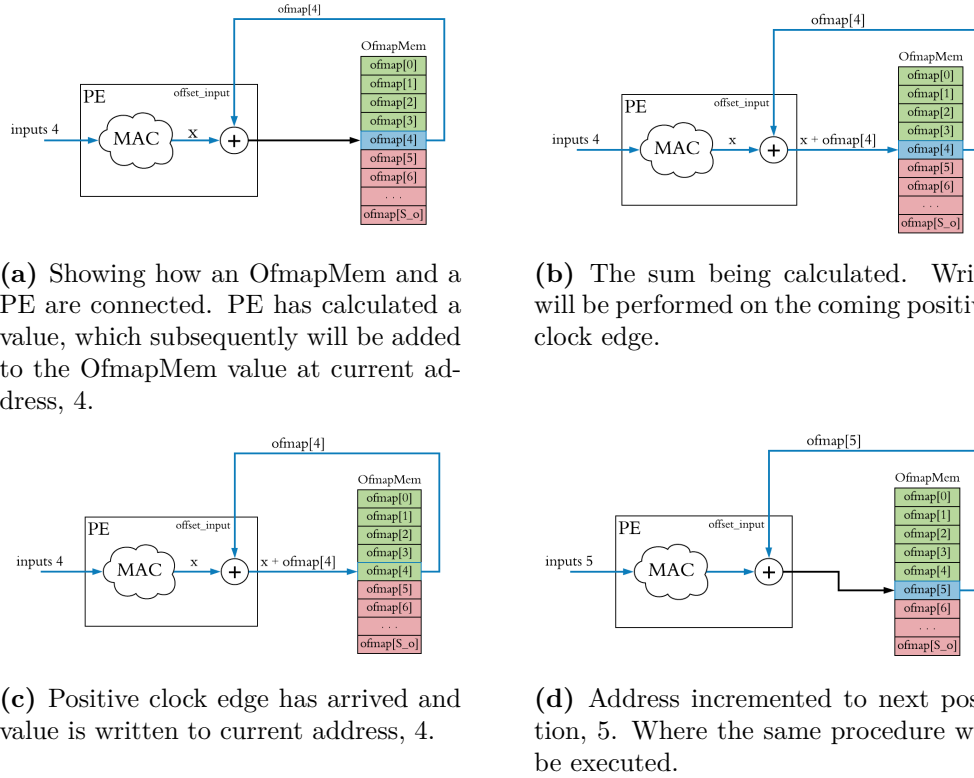 ofmap[4]
OfmapMem
ofmap[0]
ofmap[1]
ofmap[2]
ofmap[3]
ofmap[4]
ofmap[5]
ofmap[6]
. . .
ofmap[S_o]
PE
offset_input
inputs 4
MAC
x
+
(a) Showing how an OfmapMem and a
PE are connected. PE has calculated a
value, which subsequently will be added
to the OfmapMem value at current ad-
dress, 4.
ofmap[4]
OfmapMem
ofmap[0]
ofmap[1]
ofmap[2]
ofmap[3]
ofmap[4]
ofmap[5]
ofmap[6]
. . .
ofmap[S_o]
PE
offset_input
inputs 4
MAC
x
+
x + ofmap[4]
(b) The sum being calculated. Wri
will be performed on the coming positiv
clock edge.
ofmap[4]
OfmapMem
ofmap[0]
ofmap[1]
ofmap[2]
ofmap[3]
ofmap[4]
ofmap[5]
ofmap[6]
. . .
ofmap[S_o]
PE
offset_input
inputs 4
MAC
x
+
x + ofmap[4]
(c) Positive clock edge has arrived and
value is written to current address, 4.
ofmap[5]
OfmapMem
ofmap[0]
ofmap[1]
ofmap[2]
ofmap[3]
ofmap[4]
ofmap[5]
ofmap[6]
. . .
ofmap[S_o]
PE
offset_input
inputs 5
MAC
+
(d) Address incremented to next pos
tion, 5. Where the same procedure w
be executed.